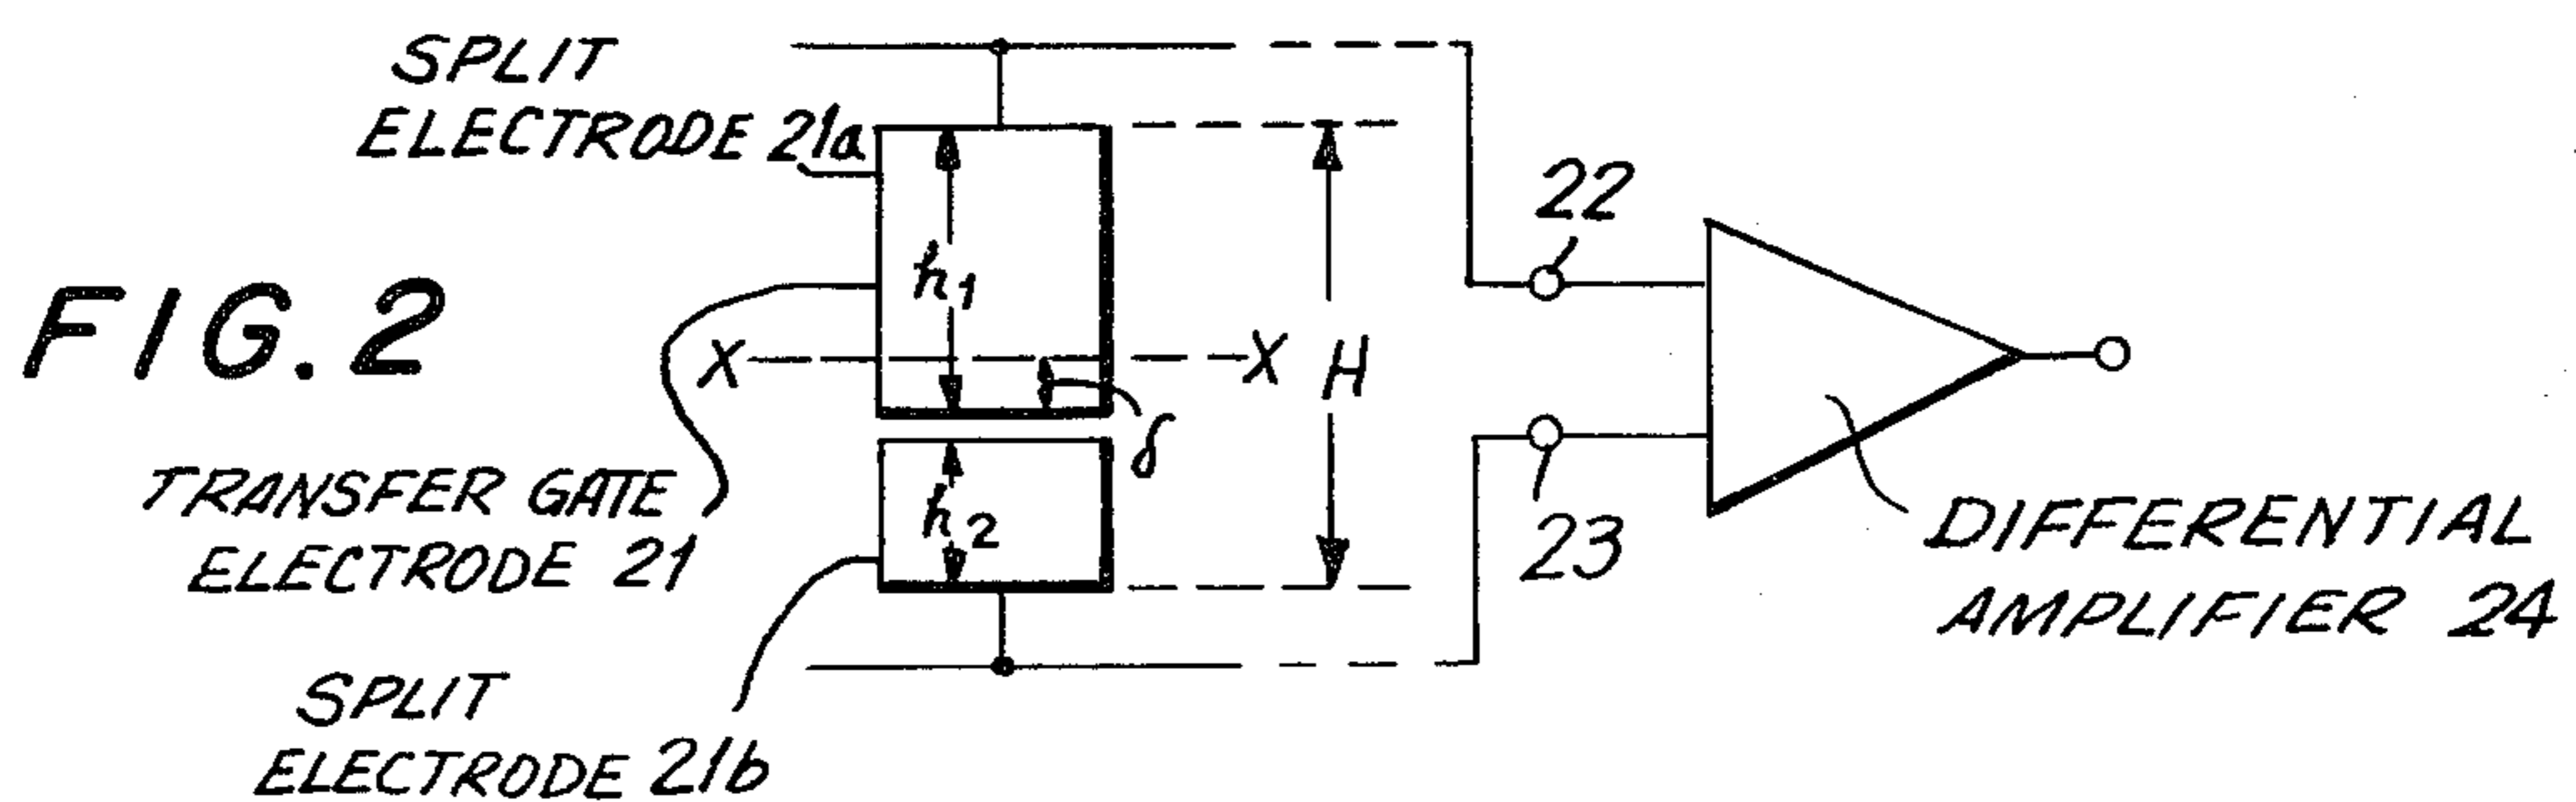 FIG. 2
SPLIT
ELECTRODE 21a
h1
X
X
H
δ
h2
TRANSFER GATE
ELECTRODE 21
SPLIT
ELECTRODE 21b
22
23
DIFFERENTIAL
AMPLIFIER 24